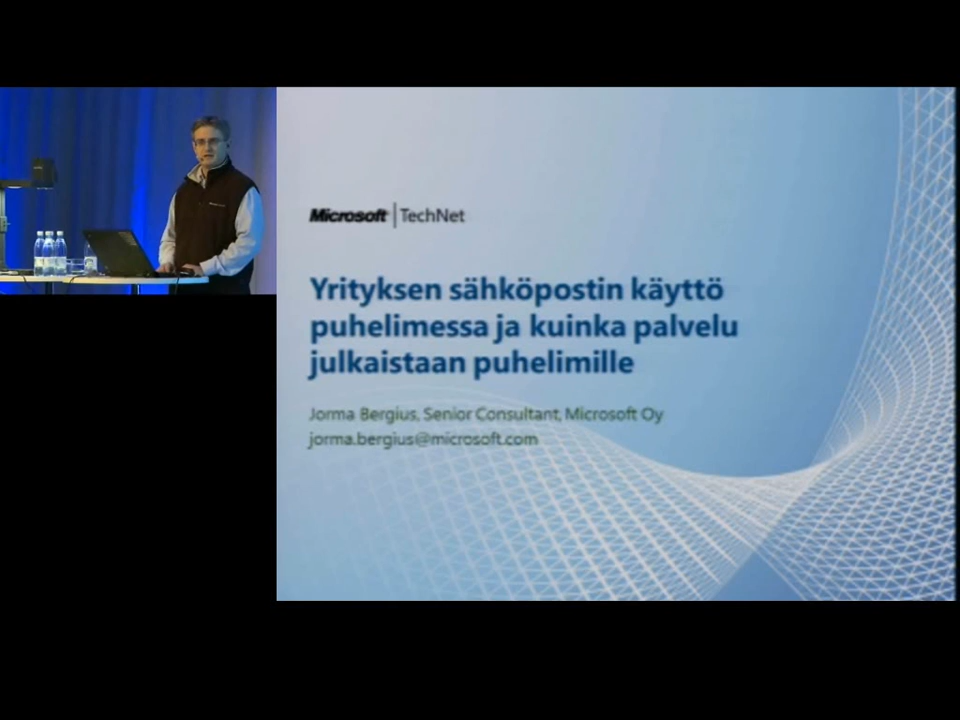 Microsoft | TechNet
Yrityksen sähköpostin käyttö
puhelimessa ja kuinka palvelu
julkaistaan puhelimille
Jorma Bergius, Senior Consultant, Microsoft Oy
jorma.bergius@microsoft.com